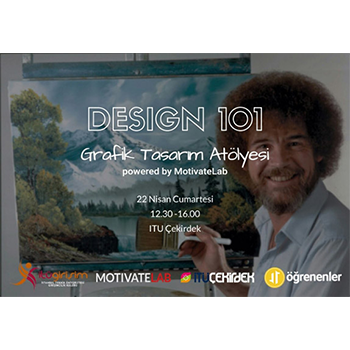 DESIGN 101
Grafik Tasarım Atölyesi
powered by MotivateLab
22 Nisan Cumartesi
12.30 -16.00
ITU Çekirdek
MOTIVATELAB
İTÜ ÇEKİRDEK
öğrenenler